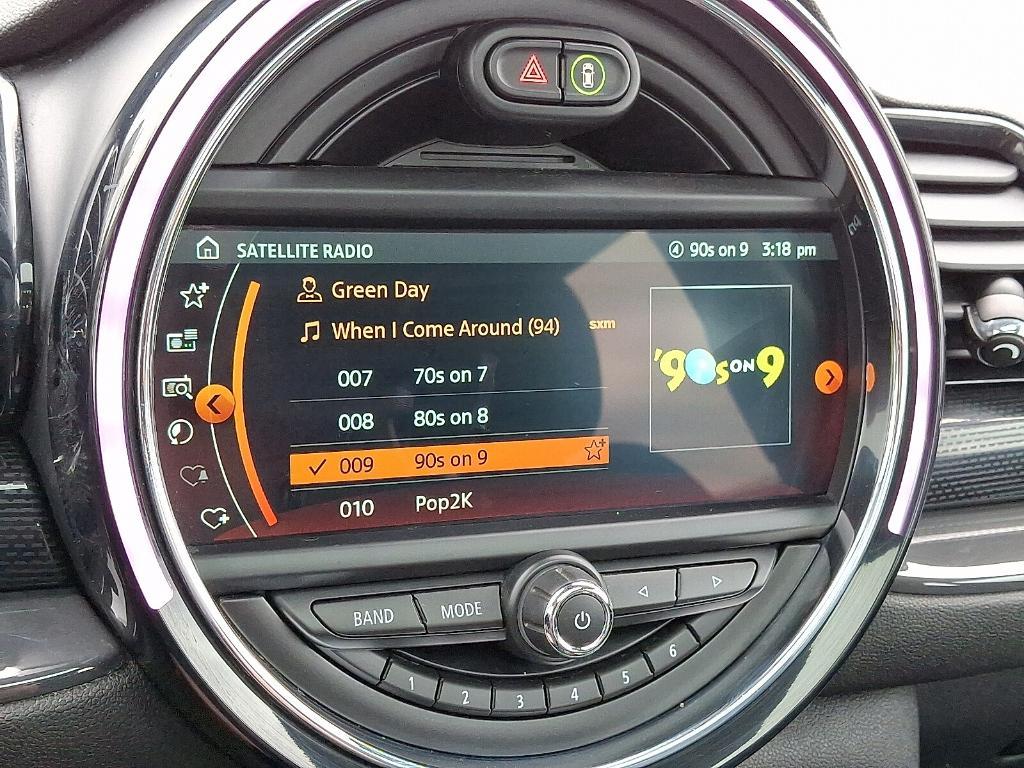 SATELLITE RADIO 90s on 9 3:18 pm
Green Day
When I Come Around (94) sxm
007 70s on 7
008 80s on 8
009 90s on 9
010 Pop2K
'90s ON 9
BAND MODE
1 2 3 4 5 6